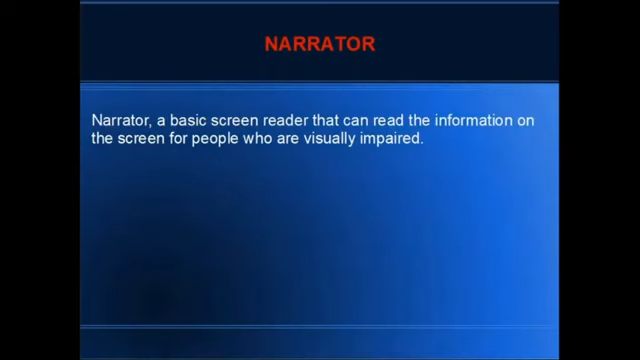 NARRATOR
Narrator, a basic screen reader that can read the information on
the screen for people who are visually impaired.